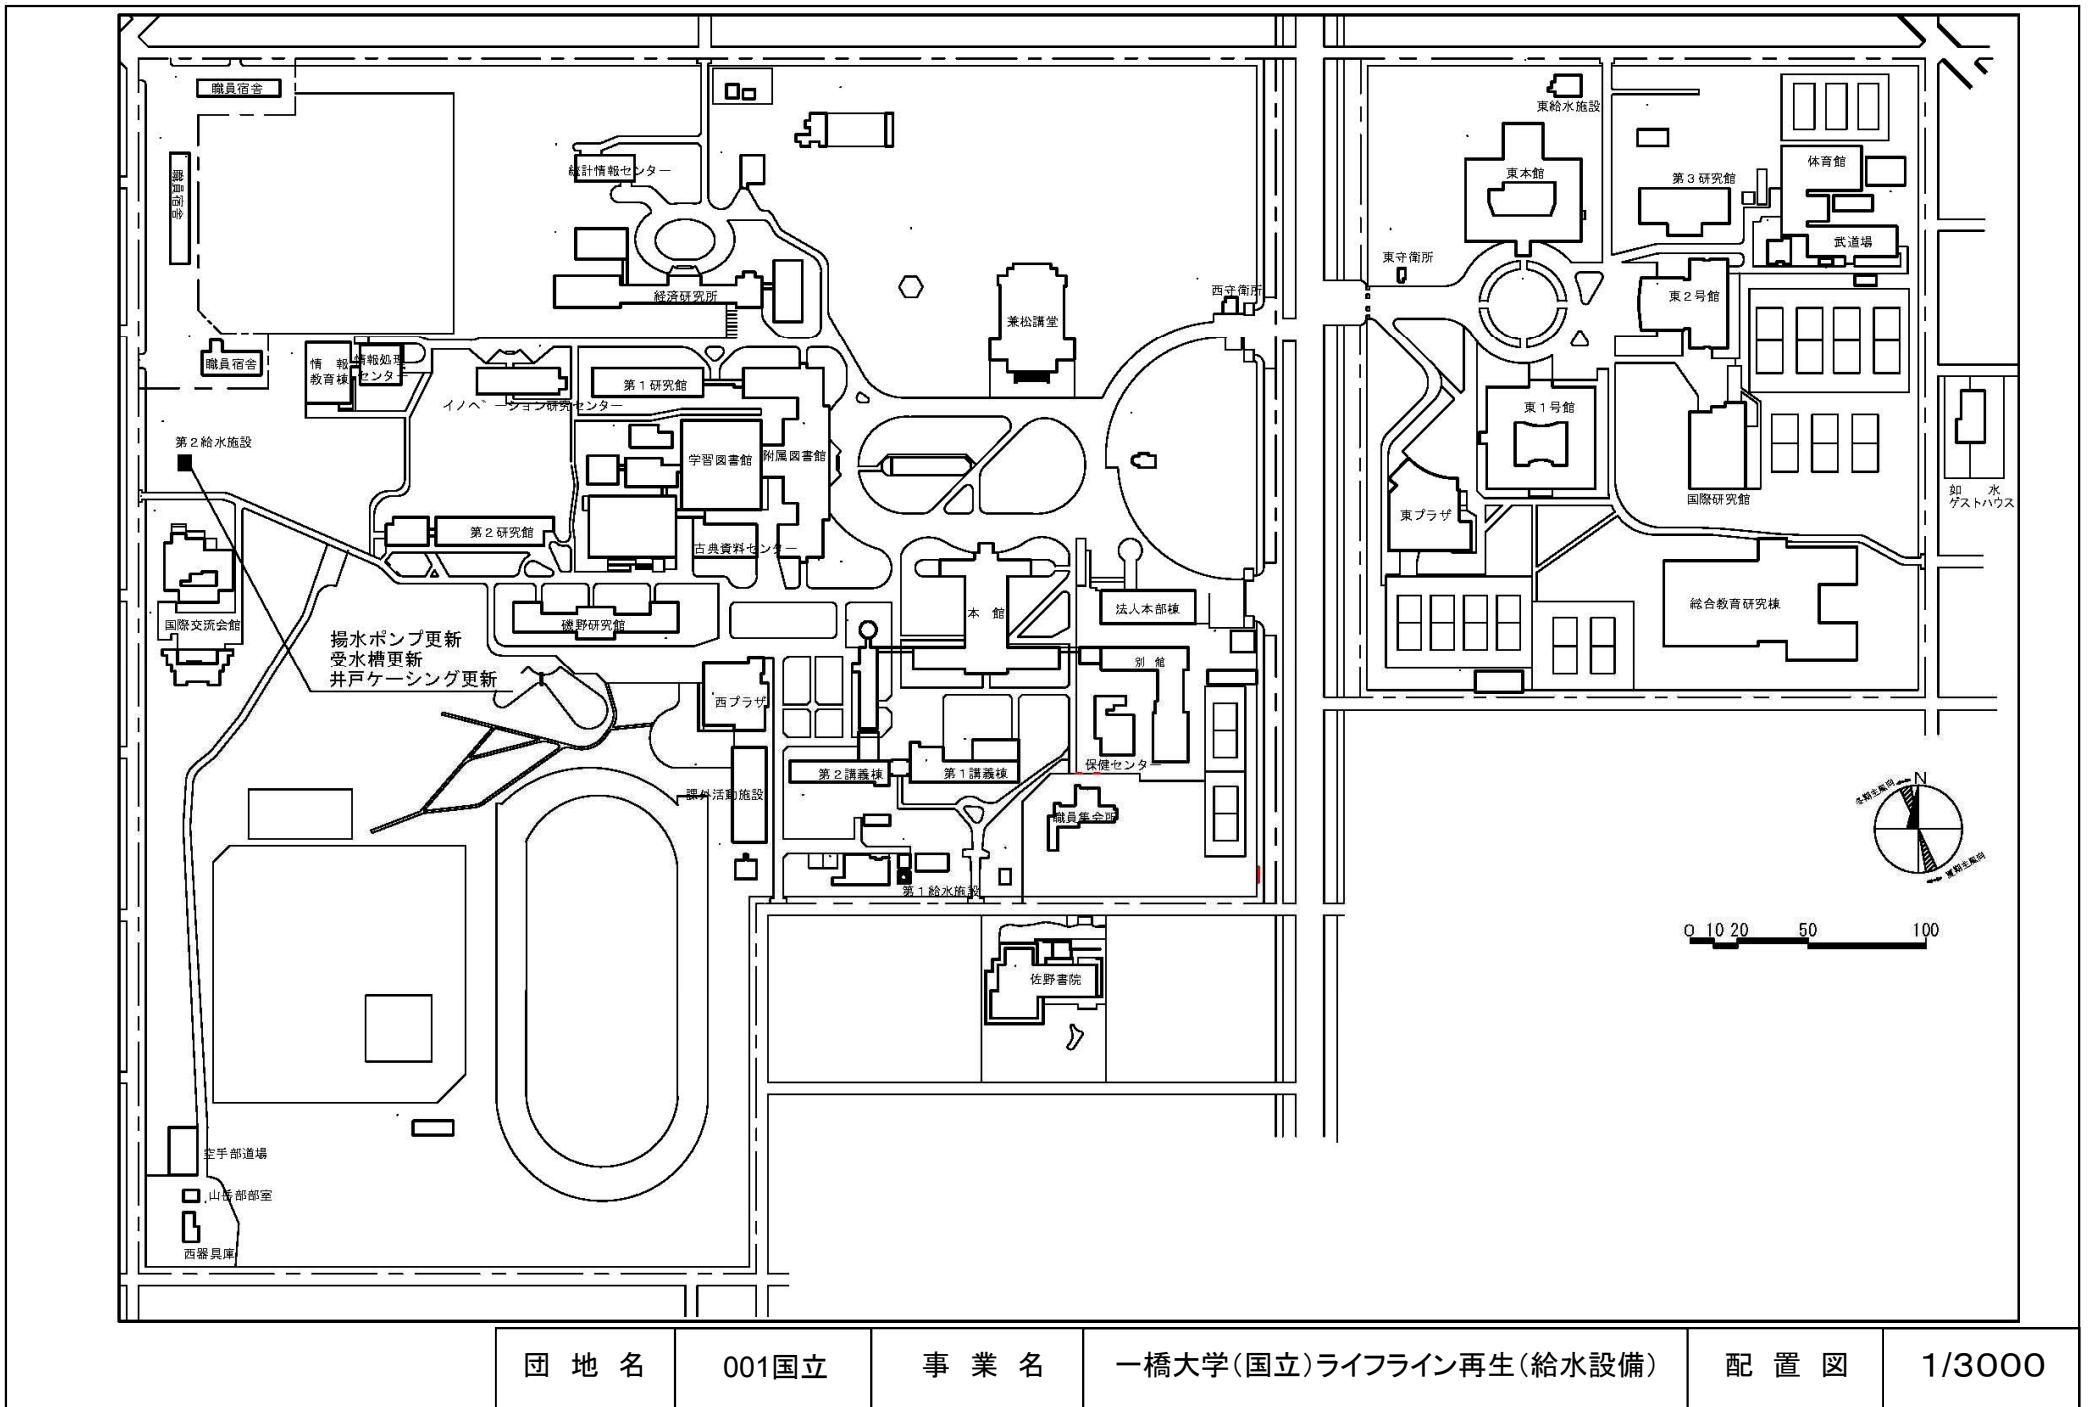 職員宿舎
職員宿舎
統計情報センター
東給水施設
東本館
第3研究館
体育館
武道場
東守衛所
東2号館
西守衛所
経済研究所
兼松講堂
職員宿舎
情 報
教育棟
情報処理
センター
イノベーション研究センター
第1研究館
東1号館
第2給水施設
学習図書館
附属図書館
国際研究館
如 水
ゲストハウス
東プラザ
第2研究館
古典資料センター
国際交流会館
磯野研究館
本 館
法人本部棟
総合教育研究棟
揚水ポンプ更新
受水槽更新
井戸ケーシング更新
別 館
西プラザ
第2講義棟
第1講義棟
保健センター
課外活動施設
職員集会所
第1給水施設
冬期主風向
N
夏期主風向
0 10 20 50 100
佐野書院
空手部道場
山岳部部室
西器具庫
団 地 名
001国立
事 業 名
一橋大学(国立)ライフライン再生(給水設備)
配 置 図
1/3000